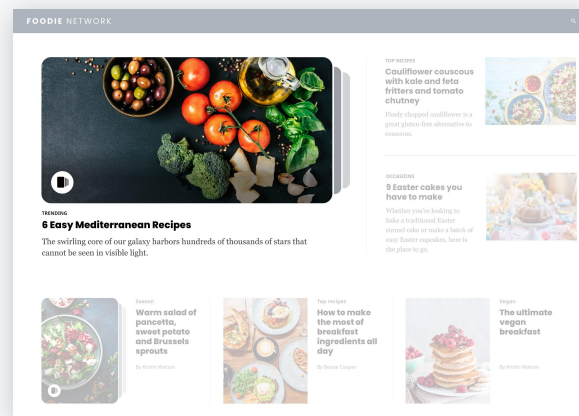 FOODIE NETWORK
TOP RECIPES
Cauliflower couscous
with kale and feta
fritters and tomato
chutney
Finely chopped cauliflower is a
great gluten-free alternative to
couscous.
OCCASIONS
9 Easter cakes you
have to make
Whether you're looking to
bake a traditional Easter
simnel cake or make a batch of
easy Easter cupcakes, here is
the place to go.
TRENDING
6 Easy Mediterranean Recipes
The swirling core of our galaxy harbors hundreds of thousands of stars that
cannot be seen in visible light.
Season
Warm salad of
pancetta,
sweet potato
and Brussels
sprouts
By Kristin Watson
Top recipes
How to make
the most of
breakfast
ingredients all
day
By Bessie Cooper
Vegan
The ultimate
vegan
breakfast
By Kristin Watson